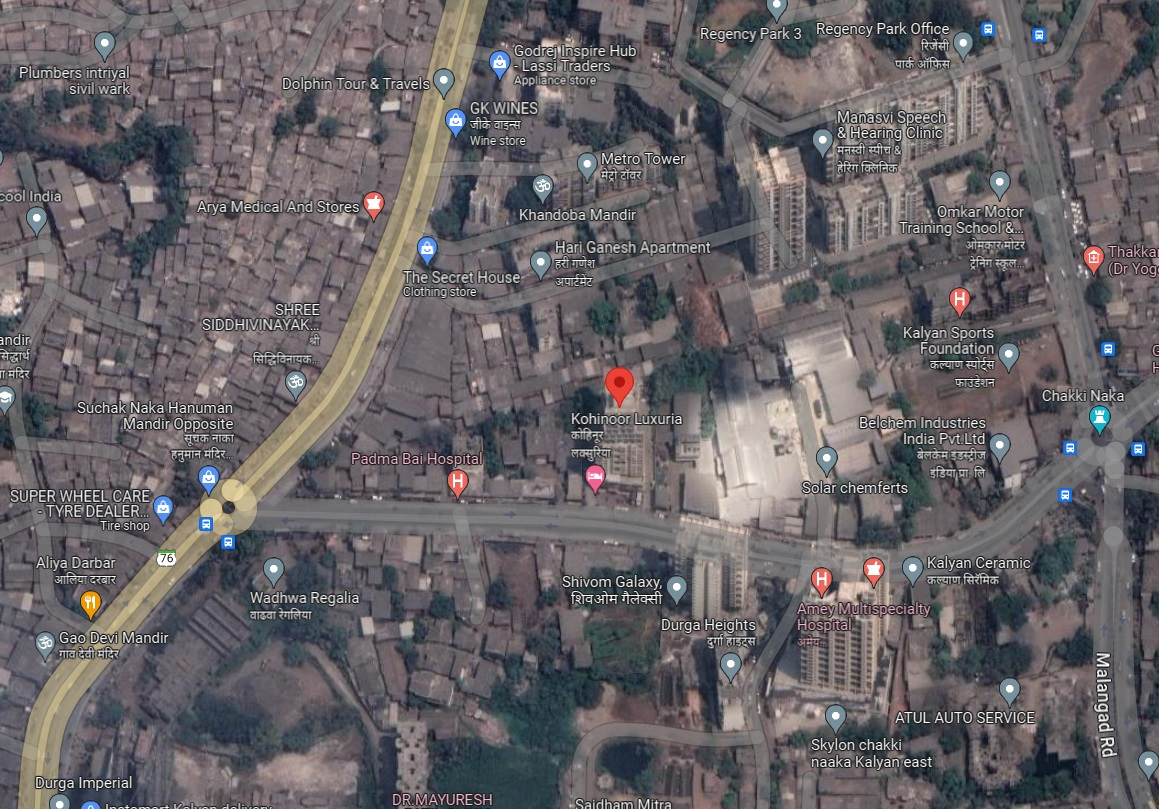 Regency Park 3
Regency Park Office
रिजेंसी
पार्क ऑफिस
Plumbers intriyal
sivil wark
Dolphin Tour & Travels
Godrej Inspire Hub
- Lassi Traders
Appliance store
GK WINES
जीके वाइन्स
Wine store
Manasvi Speech
& Hearing Clinic
मनस्वी स्पीच &
हेरिंग क्लिनिक
Metro Tower
मेट्रो टॉवर
cool India
Arya Medical And Stores
Khandoba Mandir
Omkar Motor
Training School &...
ओमकार मोटर
ट्रेनिंग स्कूल...
Hari Ganesh Apartment
हरी गणेश
अपार्टमेंट
Thakkar
(Dr Yog
The Secret House
Clothing store
SHREE
SIDDHIVINAYAK...
श्री
सिद्धिविनायक...
andir
सिद्धार्थ
मंदिर
Kalyan Sports
Foundation
कल्याण स्पोर्ट्स
फाउंडेशन
Chakki Naka
Suchak Naka Hanuman
Mandir Opposite
सूचक नाका
हनुमान मंदिर...
Kohinoor Luxuria
कोहिनूर
लक्सुरिया
Belchem Industries
India Pvt.Ltd
बेलकेम इंडस्ट्रीज
इंडिया प्रा लि
Padma Bai Hospital
Solar chemferts
SUPER WHEEL CARE
- TYRE DEALER...
Tire shop
76
Aliya Darbar
आलिया दरबार
Wadhwa Regalia
वाढवा रेगलिया
Shivom Galaxy,
शिवओम गैलेक्सी
Kalyan Ceramic
कल्याण सिरॅमिक
Amey Multispecialty
Hospital
अमेय...
Durga Heights
दुर्गा हाइट्स
Gao Devi Mandir
गाव देवी मंदिर
Malangad Rd
ATUL AUTO SERVICE
Skylon chakki
naaka Kalyan east
Durga Imperial
Instamart Kalyan delivery
DR.MAYURESH
Saidham Mitra